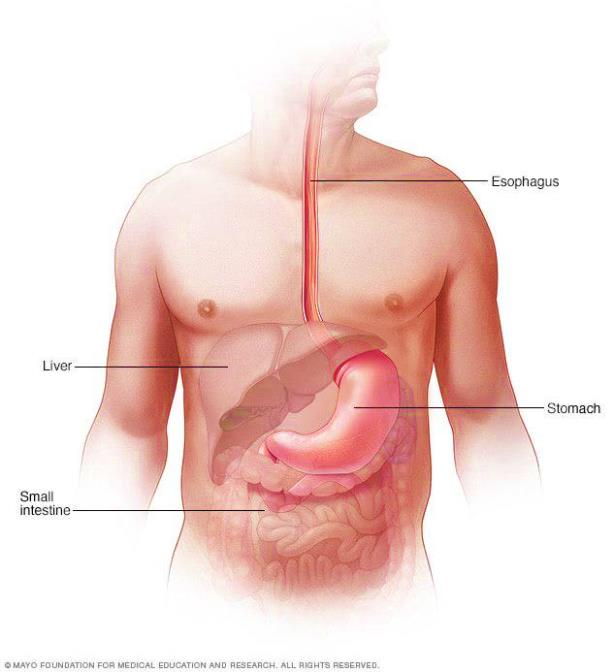 Esophagus
Liver
Stomach
Small
intestine
© MAYO FOUNDATION FOR MEDICAL EDUCATION AND RESEARCH. ALL RIGHTS RESERVED.